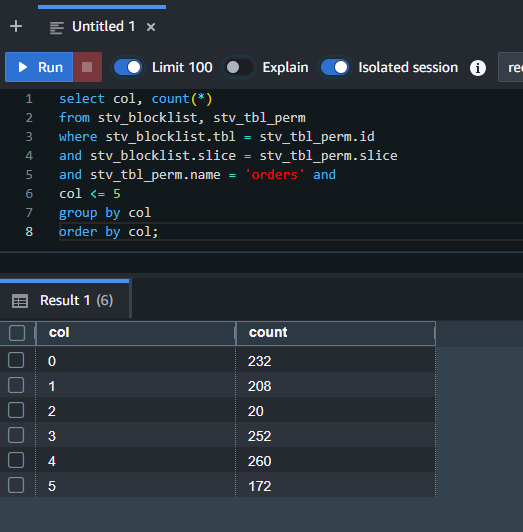 + Untitled 1 ×
Run Limit 100 Explain Isolated session i rec
1 select col, count(*)
2 from stv_blocklist, stv_tbl_perm
3 where stv_blocklist.tbl = stv_tbl_perm.id
4 and stv_blocklist.slice = stv_tbl_perm.slice
5 and stv_tbl_perm.name = 'orders' and
6 col <= 5
7 group by col
8 order by col;
Result 1 (6)
col count
0 232
1 208
2 20
3 252
4 260
5 172